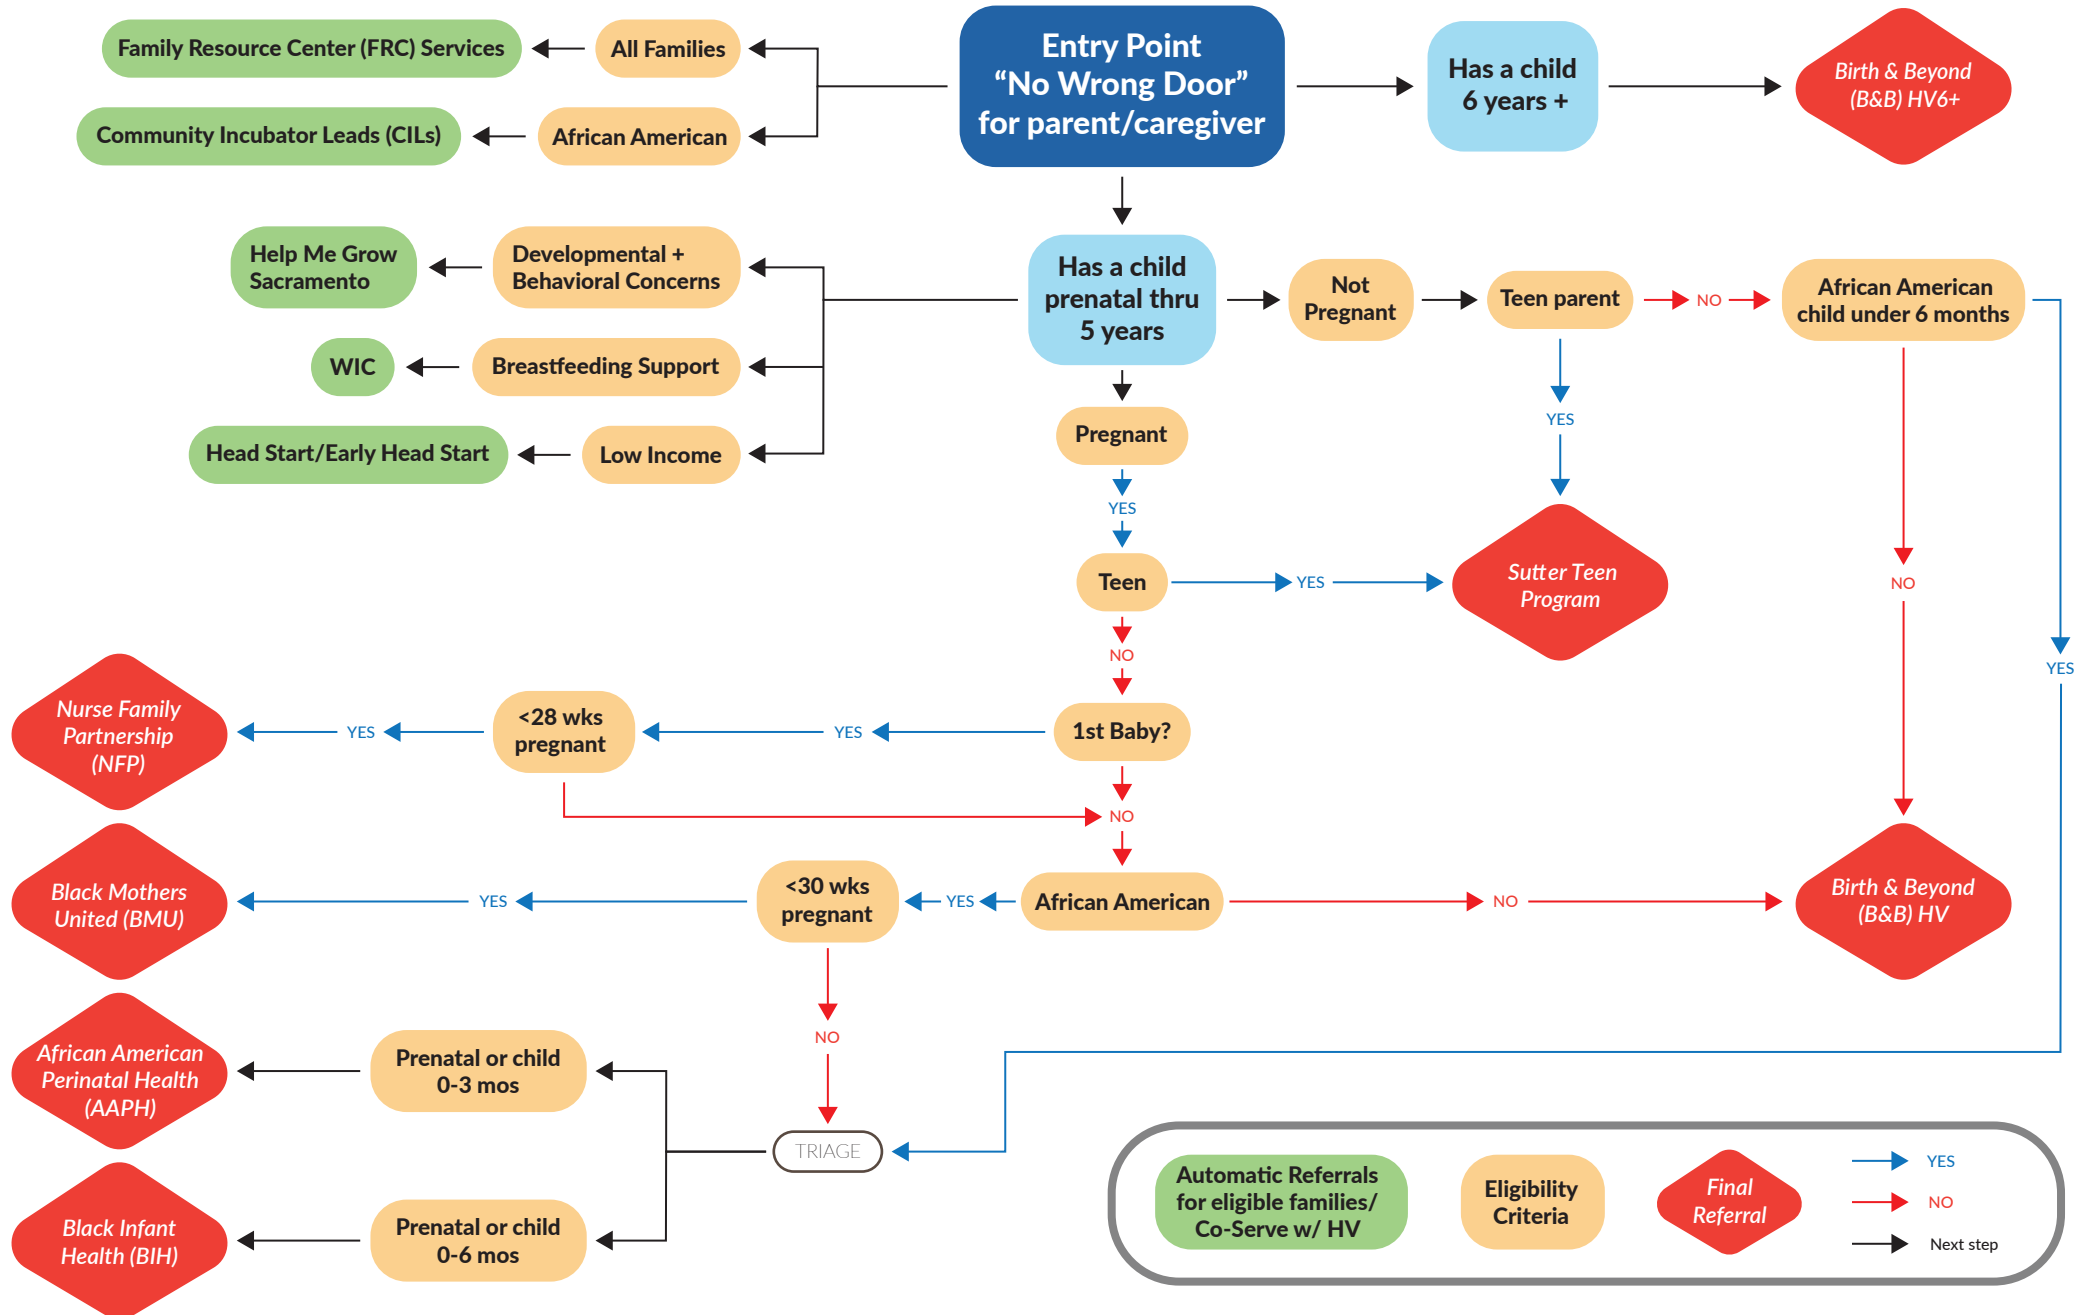 Family Resource Center (FRC) Services
All Families
Entry Point
“No Wrong Door”
for parent/caregiver
Has a child
6 years +
Birth & Beyond
(B&B) HV6+
Community Incubator Leads (CILs)
African American
Help Me Grow
Sacramento
Developmental +
Behavioral Concerns
Has a child
prenatal thru
5 years
Not
Pregnant
Teen parent
NO
African American
child under 6 months
WIC
Breastfeeding Support
Head Start/Early Head Start
Low Income
Pregnant
YES
YES
Teen
YES
Sutter Teen
Program
NO
NO
YES
Nurse Family
Partnership
(NFP)
YES
<28 wks
pregnant
YES
1st Baby?
NO
Black Mothers
United (BMU)
YES
<30 wks
pregnant
YES
African American
NO
Birth & Beyond
(B&B) HV
NO
African American
Perinatal Health
(AAPH)
Prenatal or child
0-3 mos
TRIAGE
Black Infant
Health (BIH)
Prenatal or child
0-6 mos
Automatic Referrals
for eligible families/
Co-Serve w/ HV
Eligibility
Criteria
Final
Referral
YES
NO
Next step